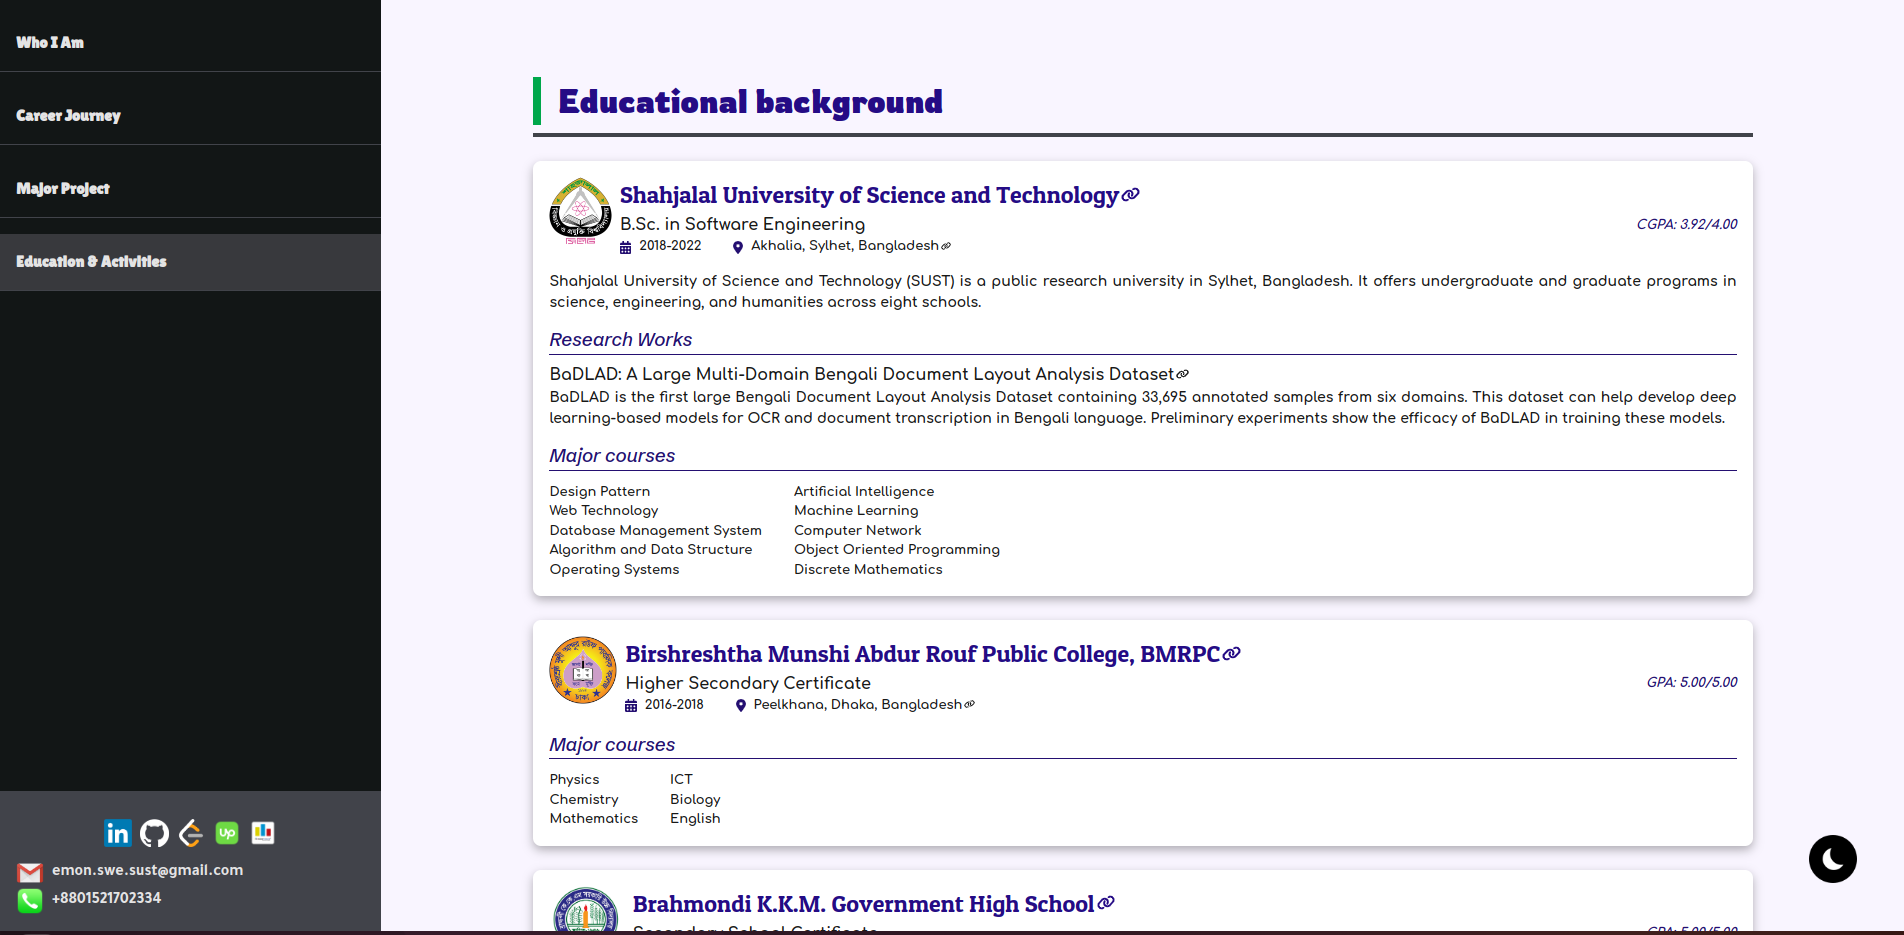 Who I Am
Career Journey
Major Project
Education & Activities
in
up
emon.swe.sust@gmail.com
+8801521702334
Educational background
Shahjalal University of Science and Technology
B.Sc. in Software Engineering
CGPA: 3.92/4.00
2018-2022 Akhalia, Sylhet, Bangladesh
Shahjalal University of Science and Technology (SUST) is a public research university in Sylhet, Bangladesh. It offers undergraduate and graduate programs in
science, engineering, and humanities across eight schools.
Research Works
BaDLAD: A Large Multi-Domain Bengali Document Layout Analysis Dataset
BaDLAD is the first large Bengali Document Layout Analysis Dataset containing 33,695 annotated samples from six domains. This dataset can help develop deep
learning-based models for OCR and document transcription in Bengali language. Preliminary experiments show the efficacy of BaDLAD in training these models.
Major courses
Design Pattern Artificial Intelligence
Web Technology Machine Learning
Database Management System Computer Network
Algorithm and Data Structure Object Oriented Programming
Operating Systems Discrete Mathematics
Birshreshtha Munshi Abdur Rouf Public College, BMRPC
Higher Secondary Certificate
GPA: 5.00/5.00
2016-2018 Peelkhana, Dhaka, Bangladesh
Major courses
Physics ICT
Chemistry Biology
Mathematics English
Brahmondi K.K.M. Government High School
Secondary School Certificate
GPA: 5.00/5.00